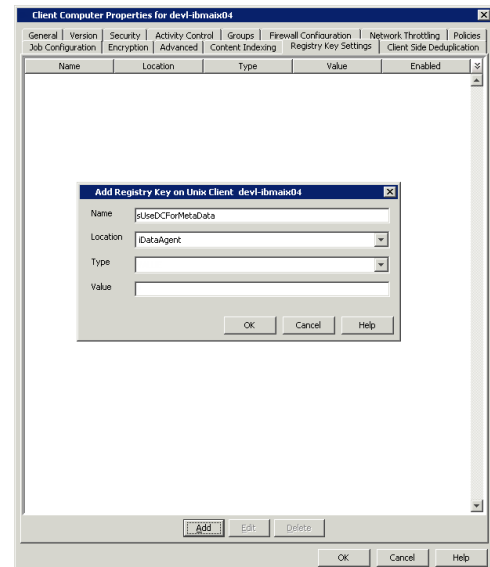 Client Computer Properties for devl-ibmaix04
General Version Security Activity Control Groups Firewall Configuration Network Throttling Policies
Job Configuration Encryption Advanced Content Indexing Registry Key Settings Client Side Deduplication
Name Location Type Value Enabled
Add Registry Key on Unix Client devl-ibmaix04
Name sUseDCForMetaData
Location iDataAgent
Type
Value
OK Cancel Help
Add Edit Delete
OK Cancel Help